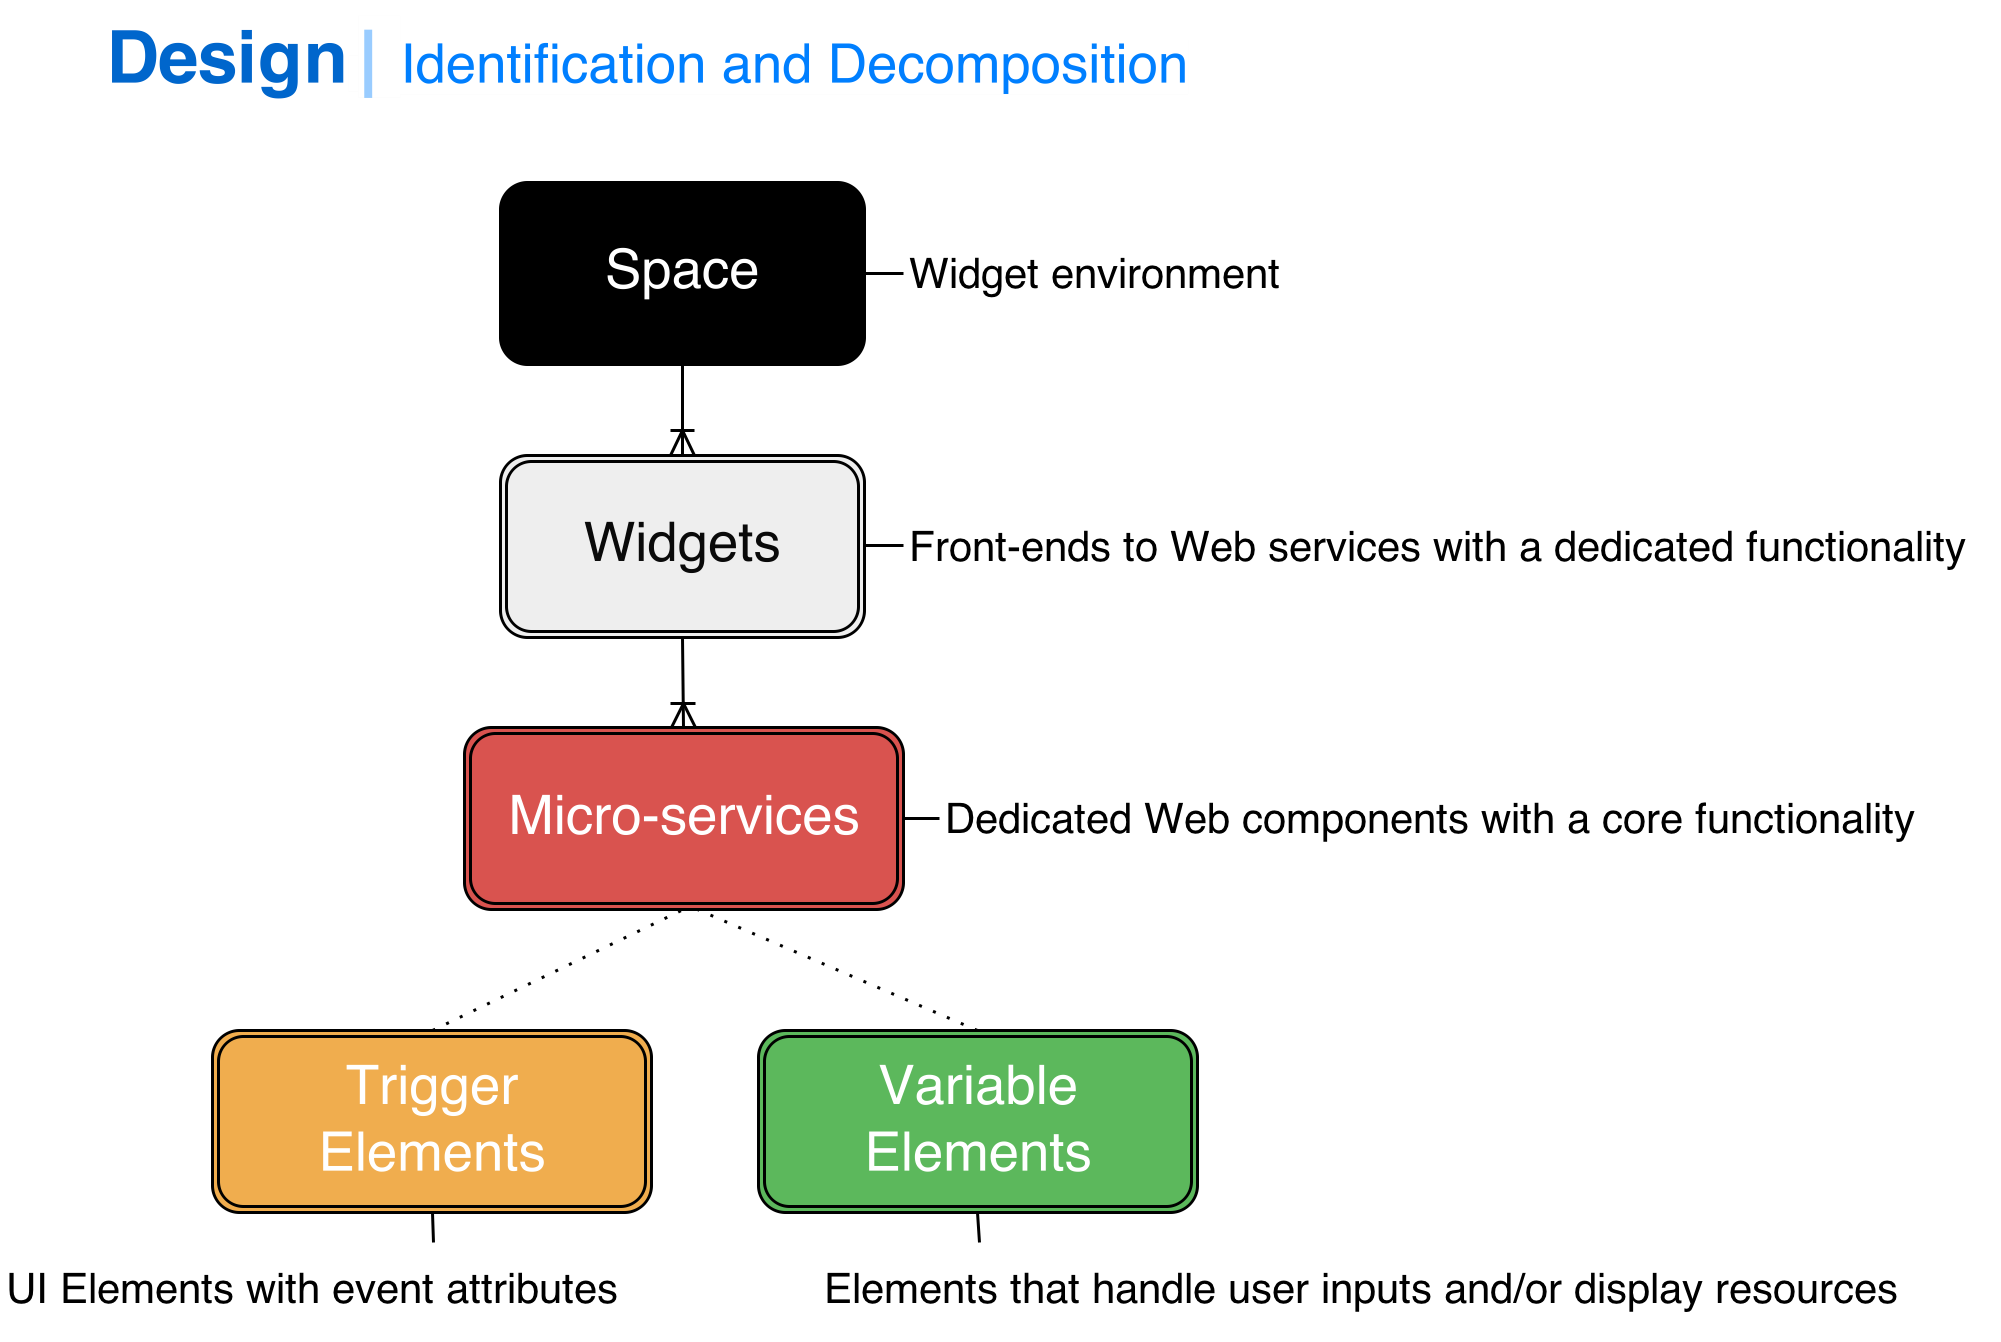 Design | Identification and Decomposition
Space
Widget environment
Widgets
Front-ends to Web services with a dedicated functionality
Micro-services
Dedicated Web components with a core functionality
Trigger
Elements
Variable
Elements
UI Elements with event attributes
Elements that handle user inputs and/or display resources